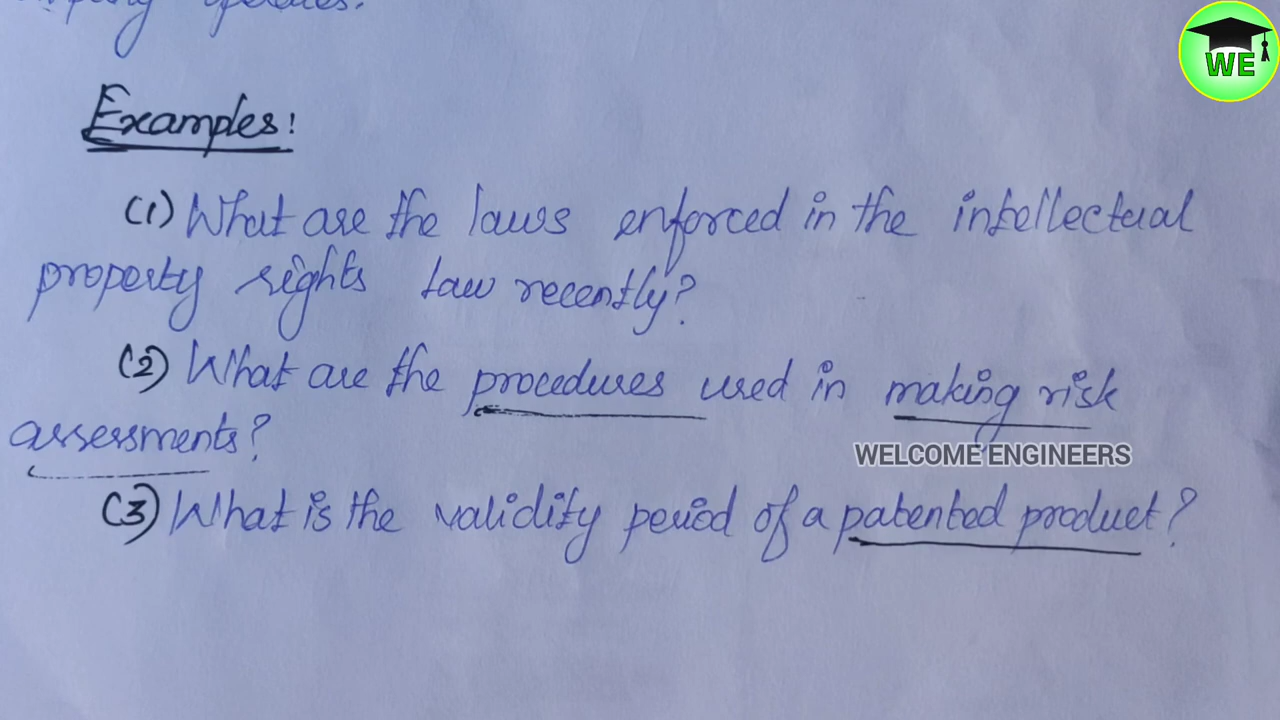 WE
Examples:
(1) What are the laws enforced in the intellectual
property rights law recently?
(2) What are the procedures used in making risk
assessments?
WELCOME ENGINEERS
(3) What is the validity period of a patented product?